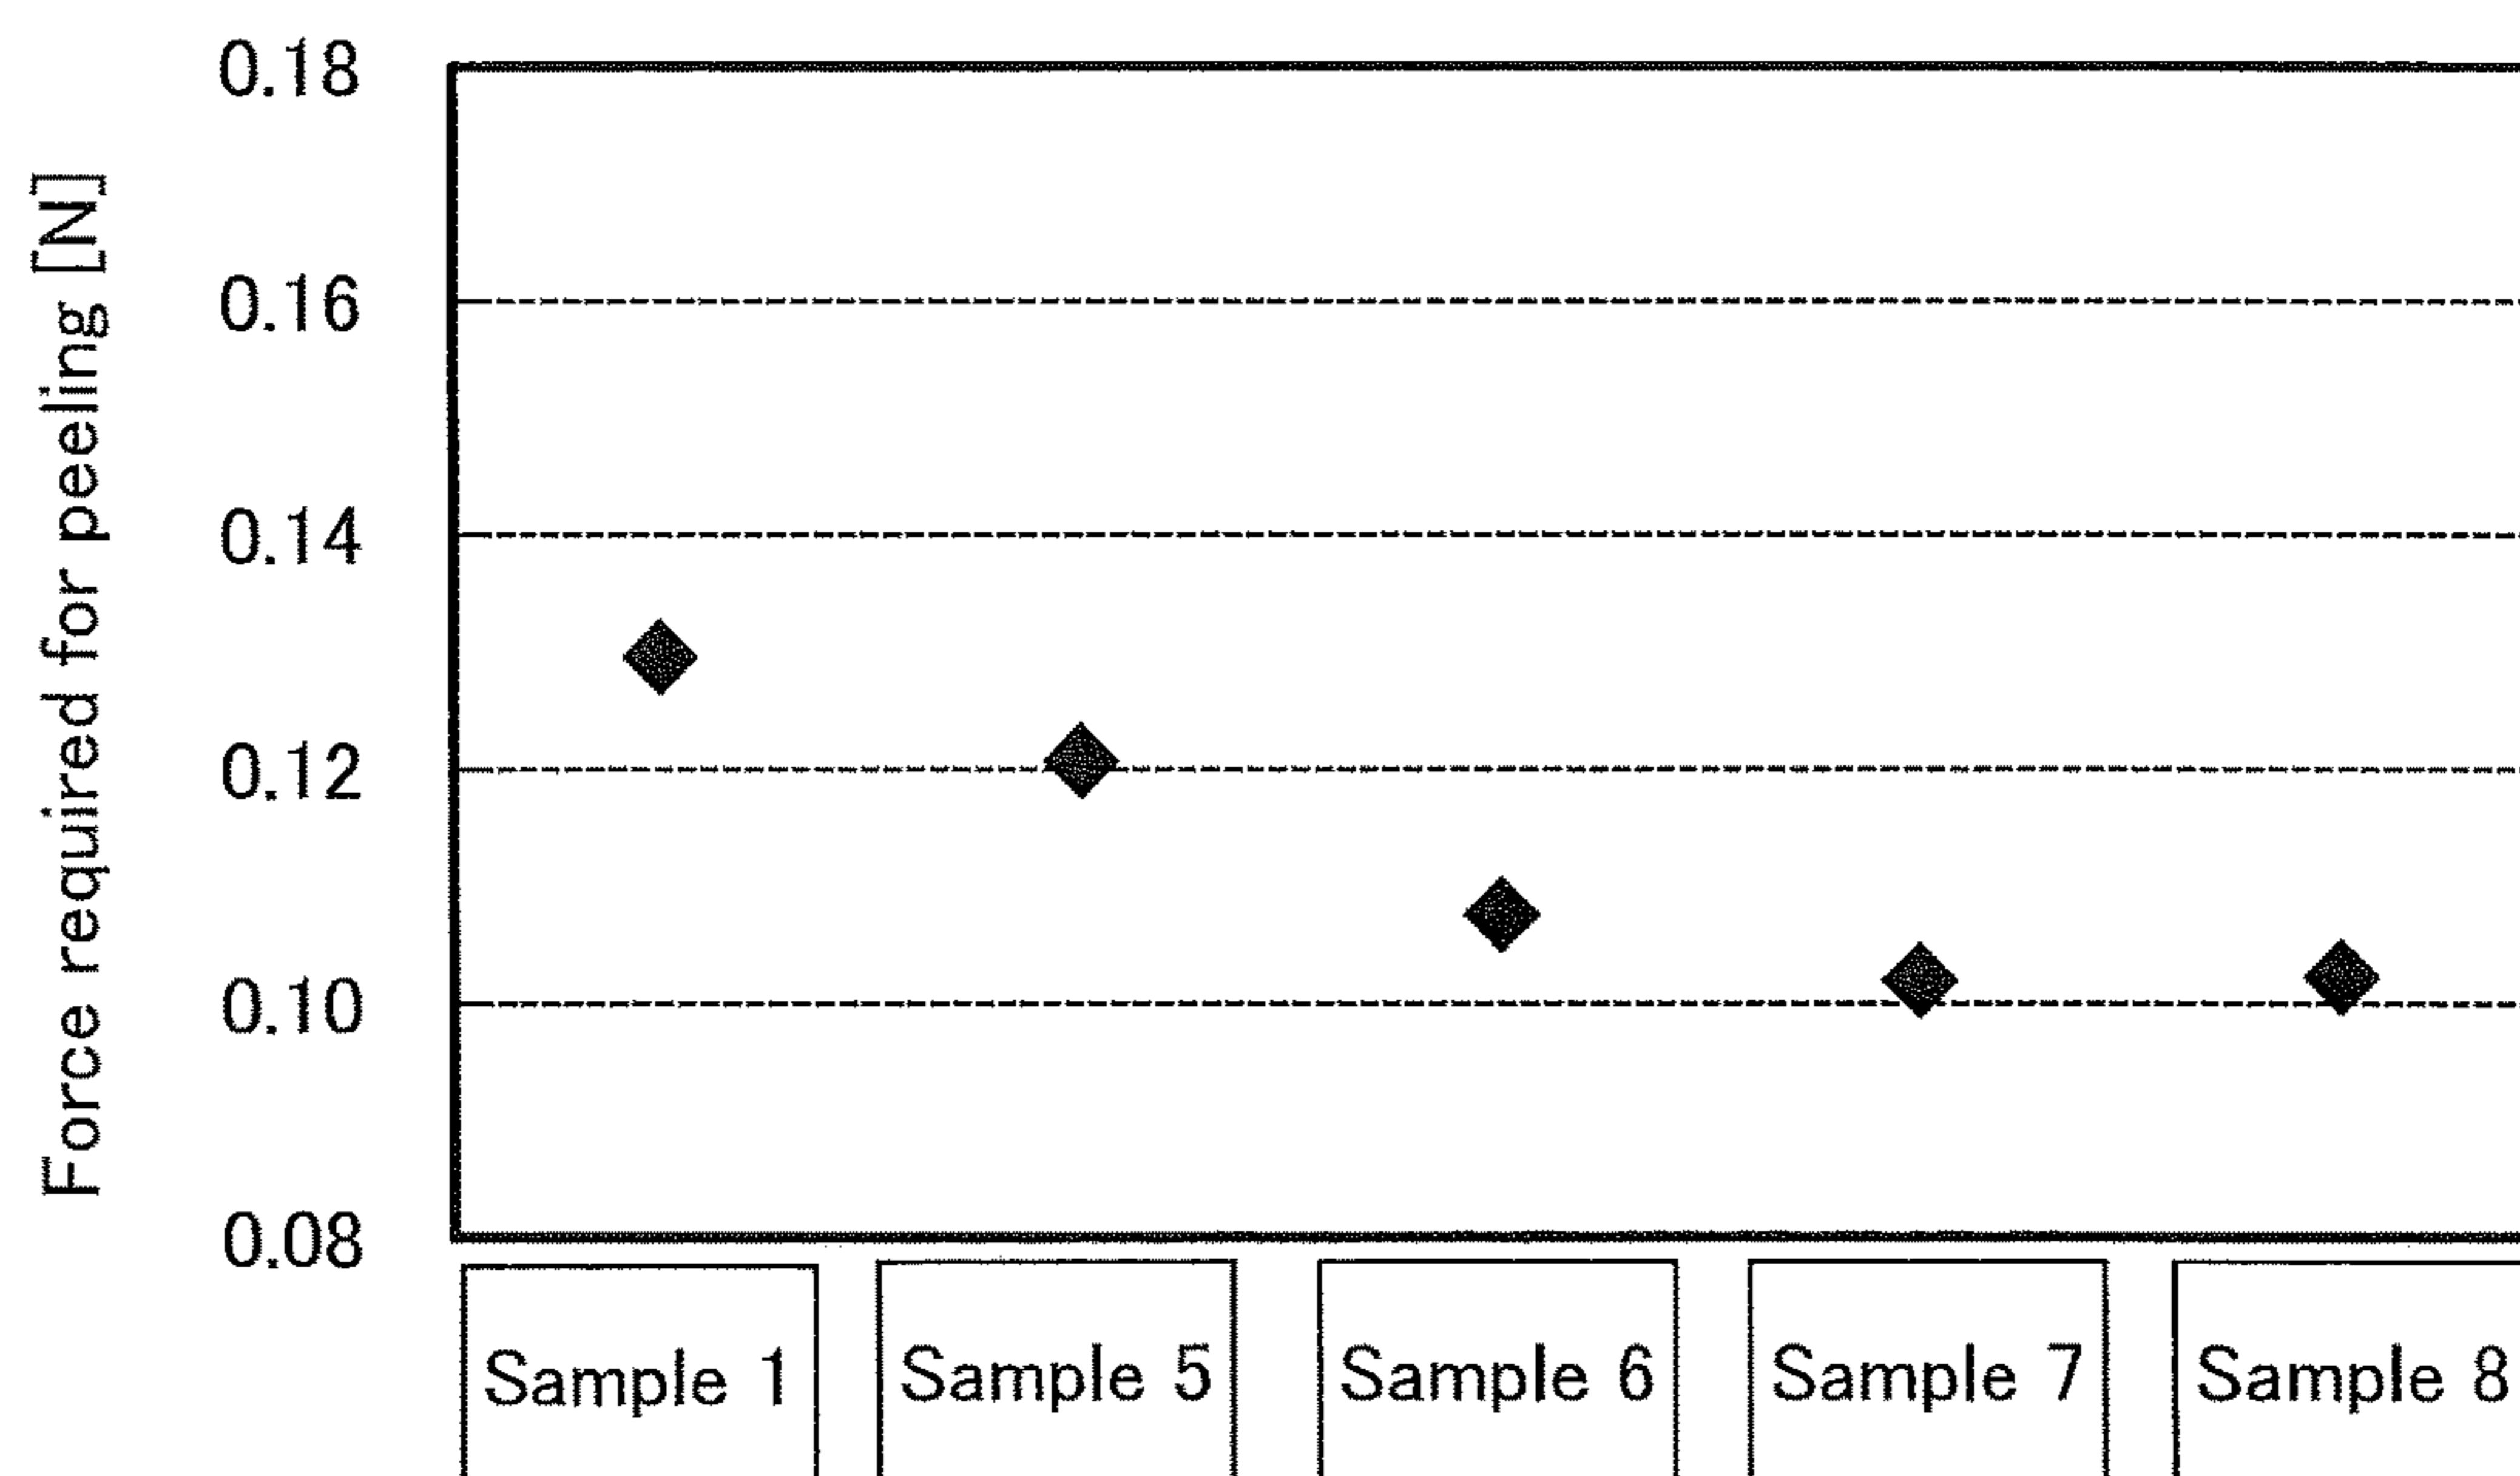 Force required for peeling [N]
0.18
0.16
0.14
0.12
0.10
0.08
Sample 1
Sample 5
Sample 6
Sample 7
Sample 8